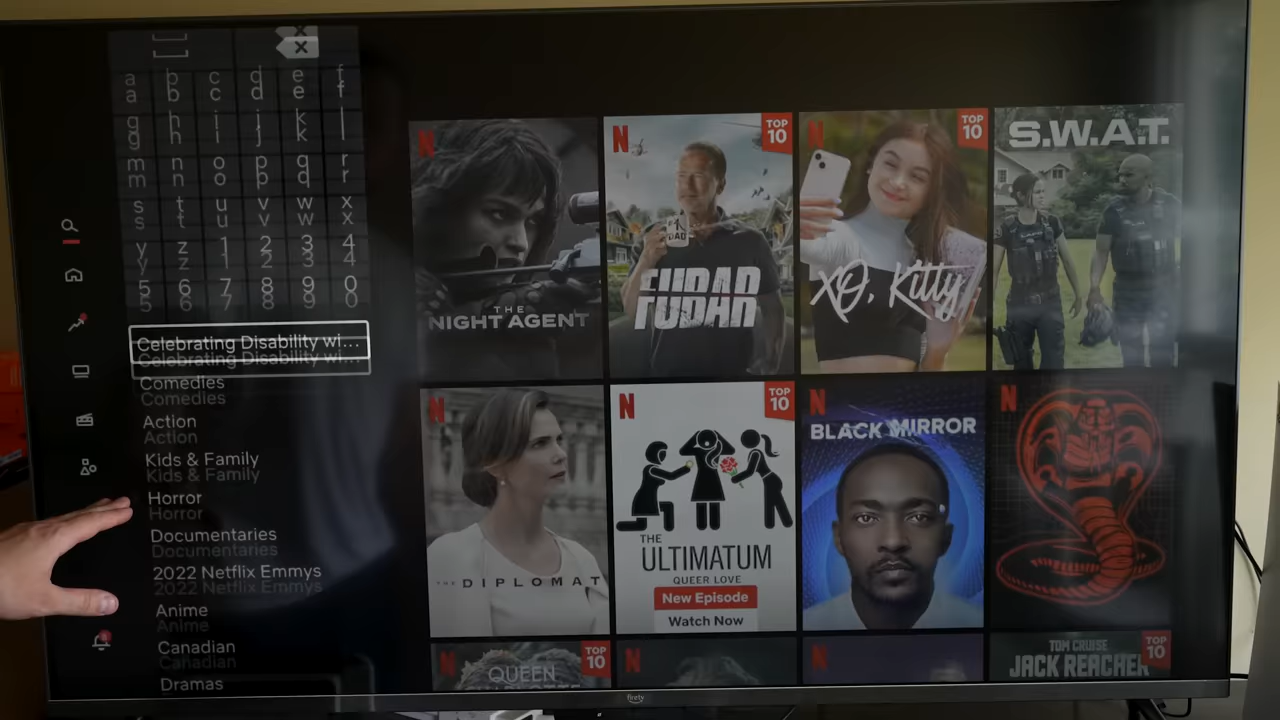 a b c d e f
g h i j k l
m n o p q r
s t u v w x
y z 1 2 3 4
5 6 7 8 9 0
Celebrating Disability wi...
Comedies
Action
Kids & Family
Horror
Documentaries
2022 Netflix Emmys
Anime
Canadian
Dramas
N
THE
NIGHT AGENT
N
TOP
10
#1
DAD
FUBAR
N
TOP
10
XO, Kitty
S.W.A.T.
N
THE DIPLOMAT
N
TOP
10
THE
ULTIMATUM
QUEER LOVE
New Episode
Watch Now
N
BLACK MIRROR
N
N
TOP
10
QUEEN
N
N
TOM CRUISE
JACK REACHER
TOP
10
firetv